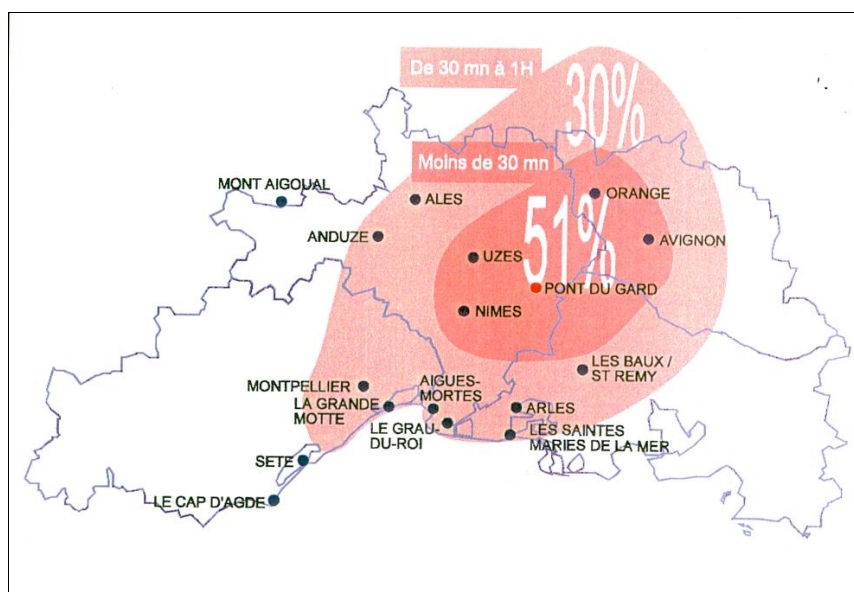 De 30 mn à 1H
30%
Moins de 30 mn
MONT AIGOUAL
ALES
ORANGE
51%
ANDUZE
AVIGNON
UZES
PONT DU GARD
NIMES
LES BAUX /
ST REMY
MONTPELLIER
AIGUES-
MORTES
LA GRANDE
MOTTE
ARLES
LE GRAU-
DU-ROI
LES SAINTES
MARIES DE LA MER
SETE
LE CAP D'AGDE